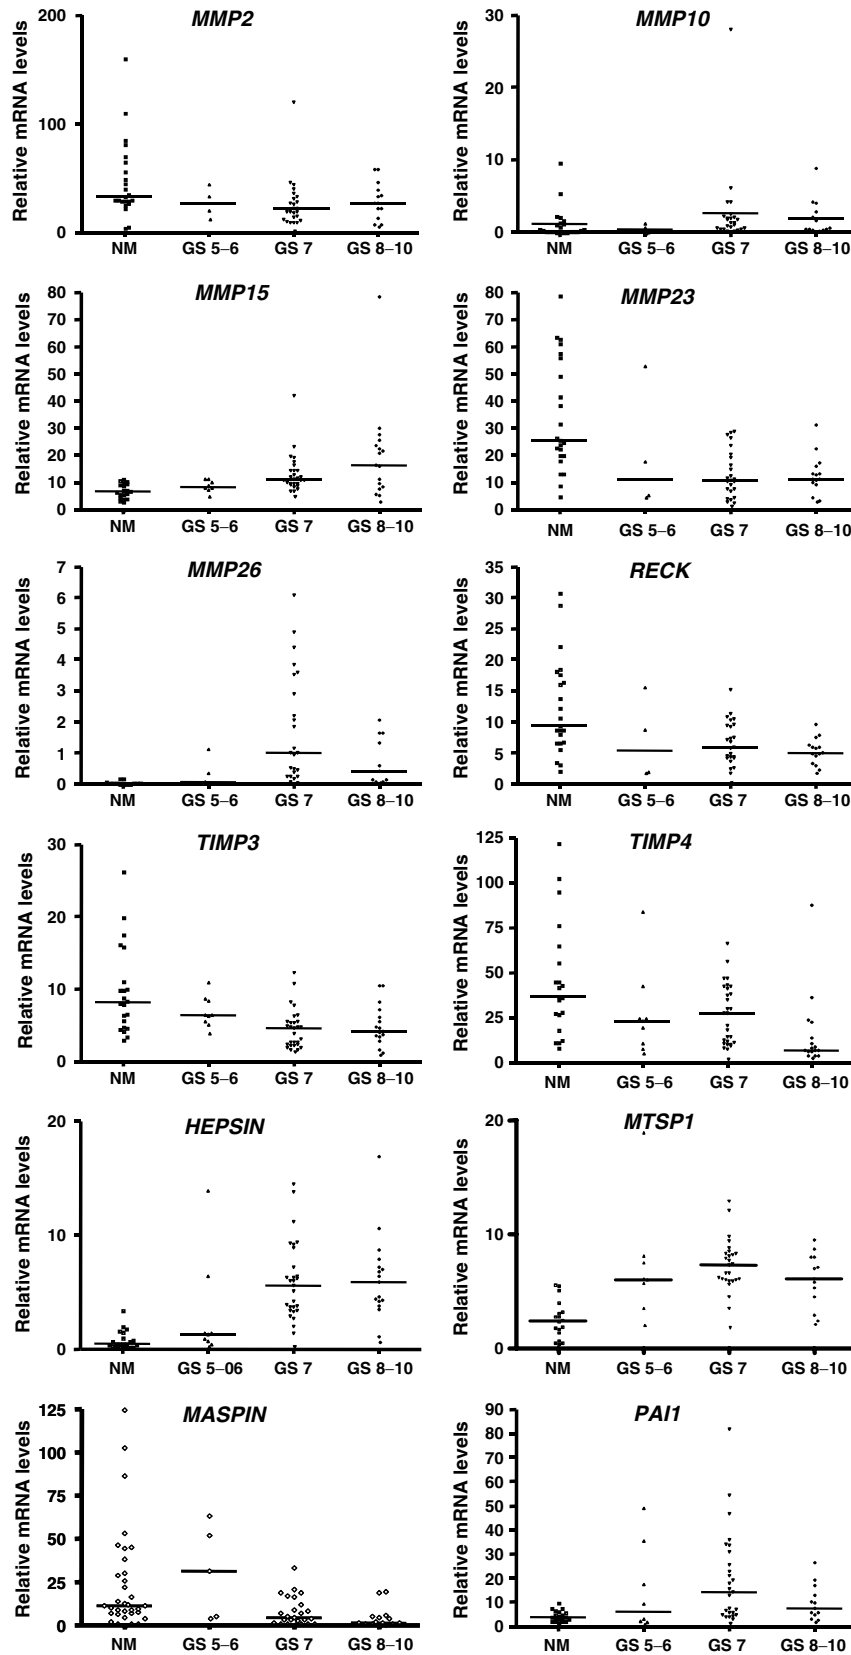 MMP2
Relative mRNA levels
200
100
0
NM GS 5–6 GS 7 GS 8–10
MMP10
Relative mRNA levels
30
20
10
0
NM GS 5–6 GS 7 GS 8–10
MMP15
Relative mRNA levels
80
70
60
50
40
30
20
10
0
NM GS 5–6 GS 7 GS 8–10
MMP23
Relative mRNA levels
80
70
60
50
40
30
20
10
0
NM GS 5–6 GS 7 GS 8–10
MMP26
Relative mRNA levels
7
6
5
4
3
2
1
0
NM GS 5–6 GS 7 GS 8–10
RECK
Relative mRNA levels
35
30
25
20
15
10
5
0
NM GS 5–6 GS 7 GS 8–10
TIMP3
Relative mRNA levels
30
20
10
0
NM GS 5–6 GS 7 GS 8–10
TIMP4
Relative mRNA levels
125
100
75
50
25
0
NM GS 5–6 GS 7 GS 8–10
HEPSIN
Relative mRNA levels
20
10
0
NM GS 5–06 GS 7 GS 8–10
MTSP1
Relative mRNA levels
20
10
0
NM GS 5–6 GS 7 GS 8–10
MASPIN
Relative mRNA levels
125
100
75
50
25
0
NM GS 5–6 GS 7 GS 8–10
PAI1
Relative mRNA levels
90
80
70
60
50
40
30
20
10
0
NM GS 5–6 GS 7 GS 8–10